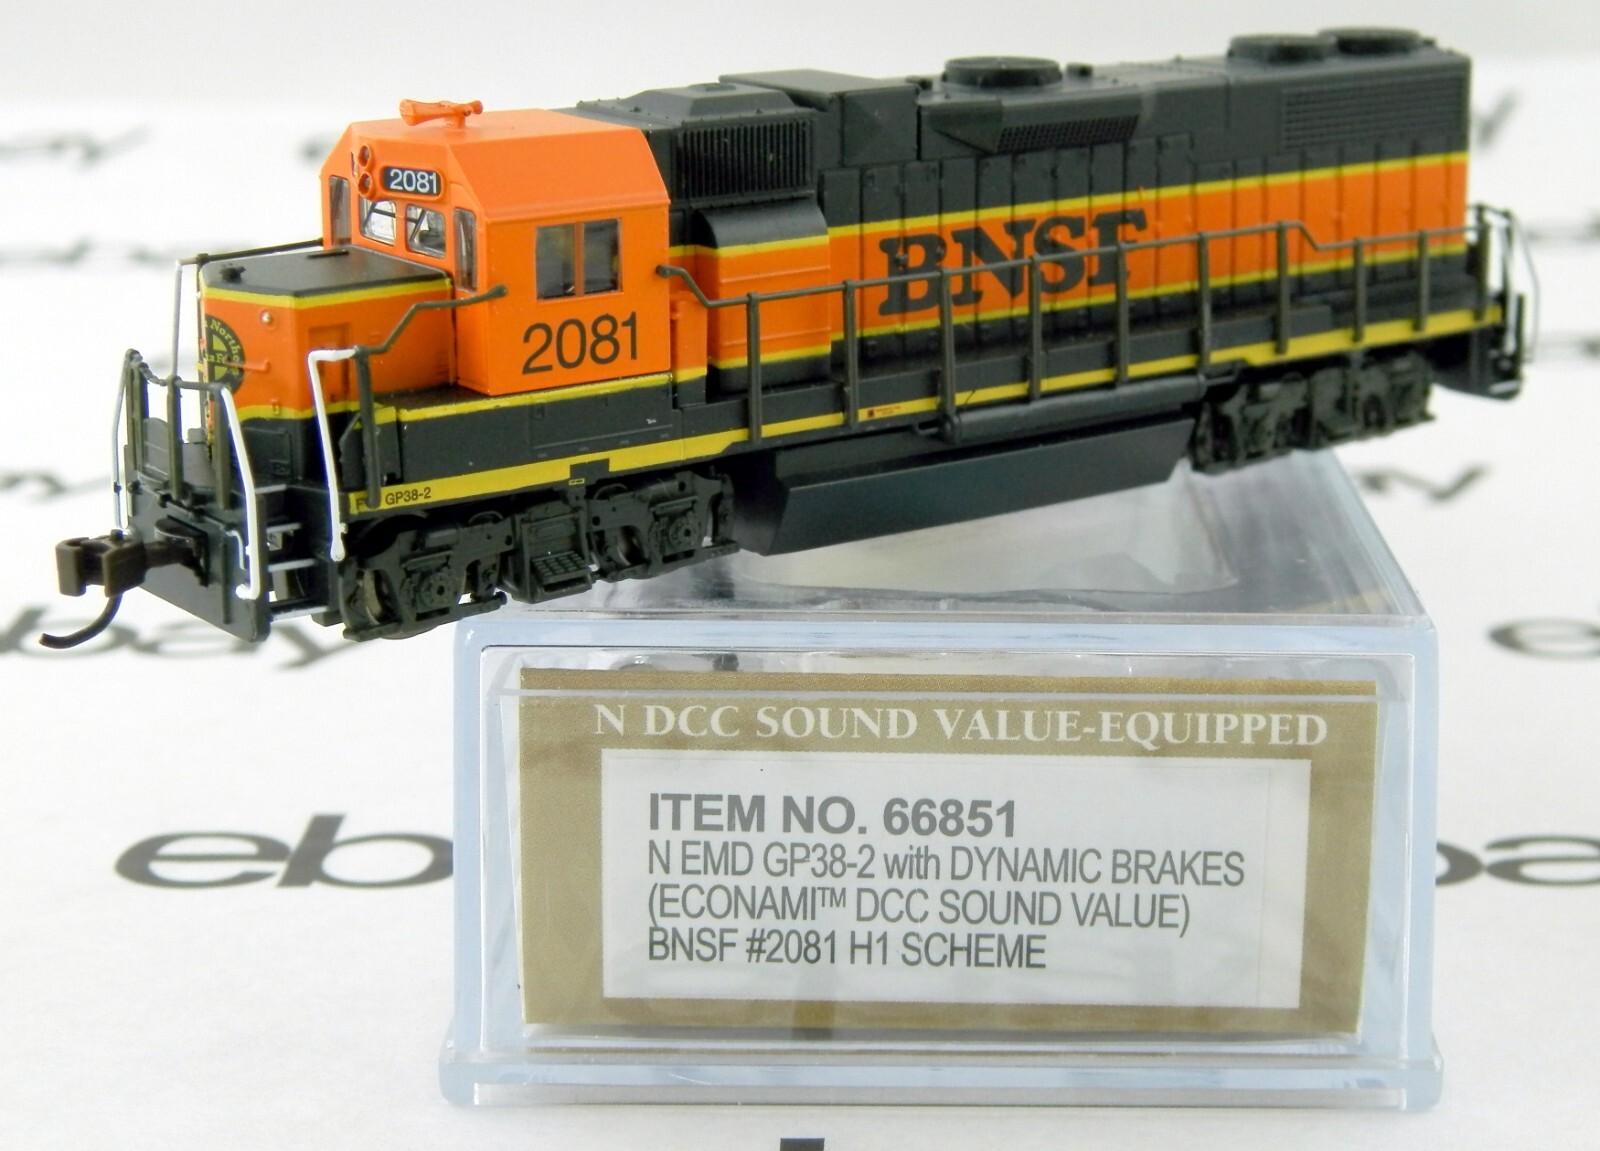 2081
2081
BNSF
GP38-2
N DCC SOUND VALUE-EQUIPPED
ITEM NO. 66851
N EMD GP38-2 with DYNAMIC BRAKES
(ECONAMI™ DCC SOUND VALUE)
BNSF #2081 H1 SCHEME